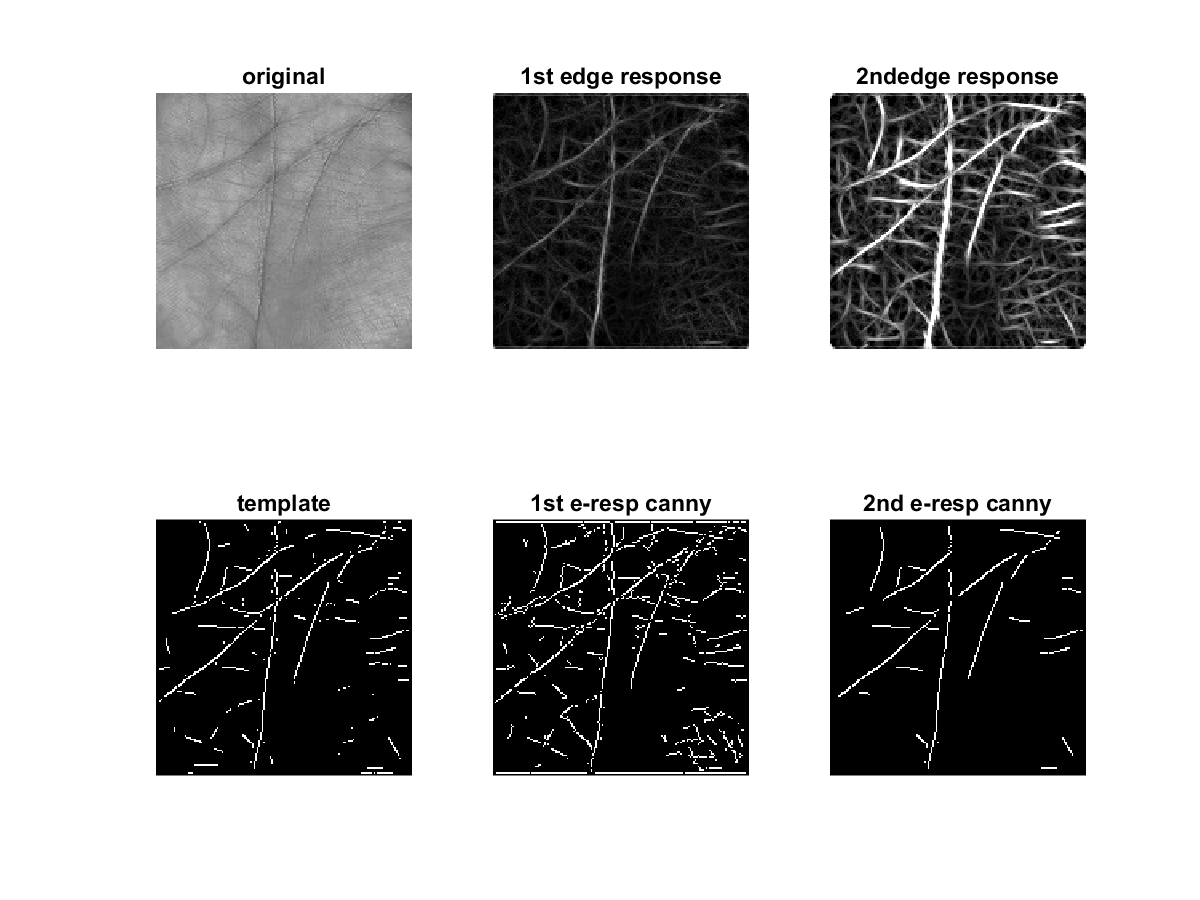 original
1st edge response
2ndedge response
template
1st e-resp canny
2nd e-resp canny